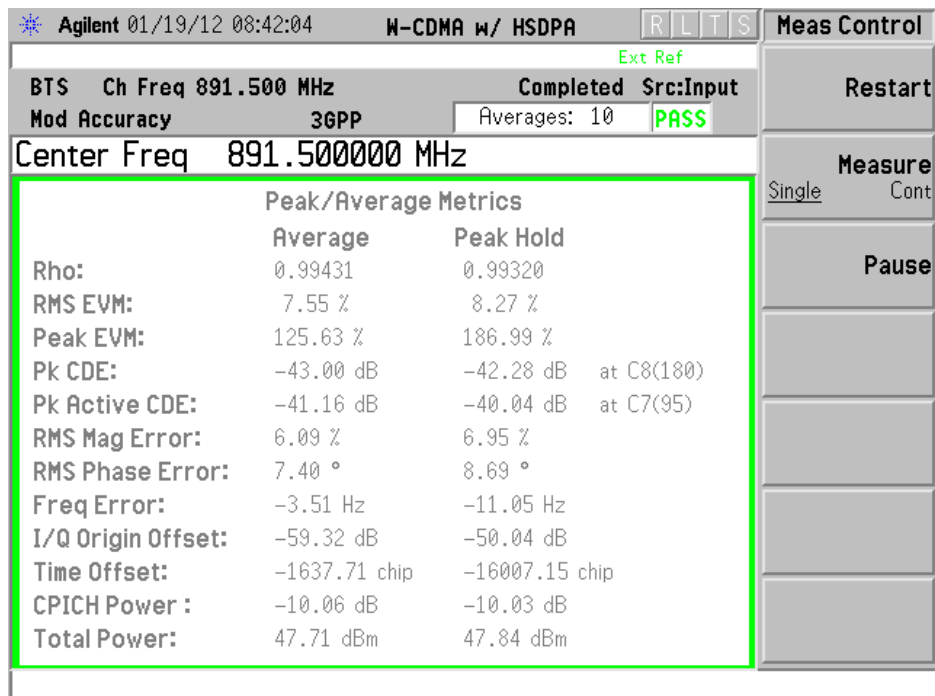 Agilent 01/19/12 08:42:04 W-CDMA w/ HSDPA R L T S Meas Control
Ext Ref
BTS Ch Freq 891.500 MHz Completed Src:Input
Mod Accuracy 3GPP Averages: 10 PASS
Center Freq 891.500000 MHz
Peak/Average Metrics
Average Peak Hold
Rho: 0.99431 0.99320
RMS EVM: 7.55 % 8.27 %
Peak EVM: 125.63 % 186.99 %
Pk CDE: -43.00 dB -42.28 dB at C8(180)
Pk Active CDE: -41.16 dB -40.04 dB at C7(95)
RMS Mag Error: 6.09 % 6.95 %
RMS Phase Error: 7.40 ° 8.69 °
Freq Error: -3.51 Hz -11.05 Hz
I/Q Origin Offset: -59.32 dB -50.04 dB
Time Offset: -1637.71 chip -16007.15 chip
CPICH Power : -10.06 dB -10.03 dB
Total Power: 47.71 dBm 47.84 dBm
Restart
Measure
Single Cont
Pause